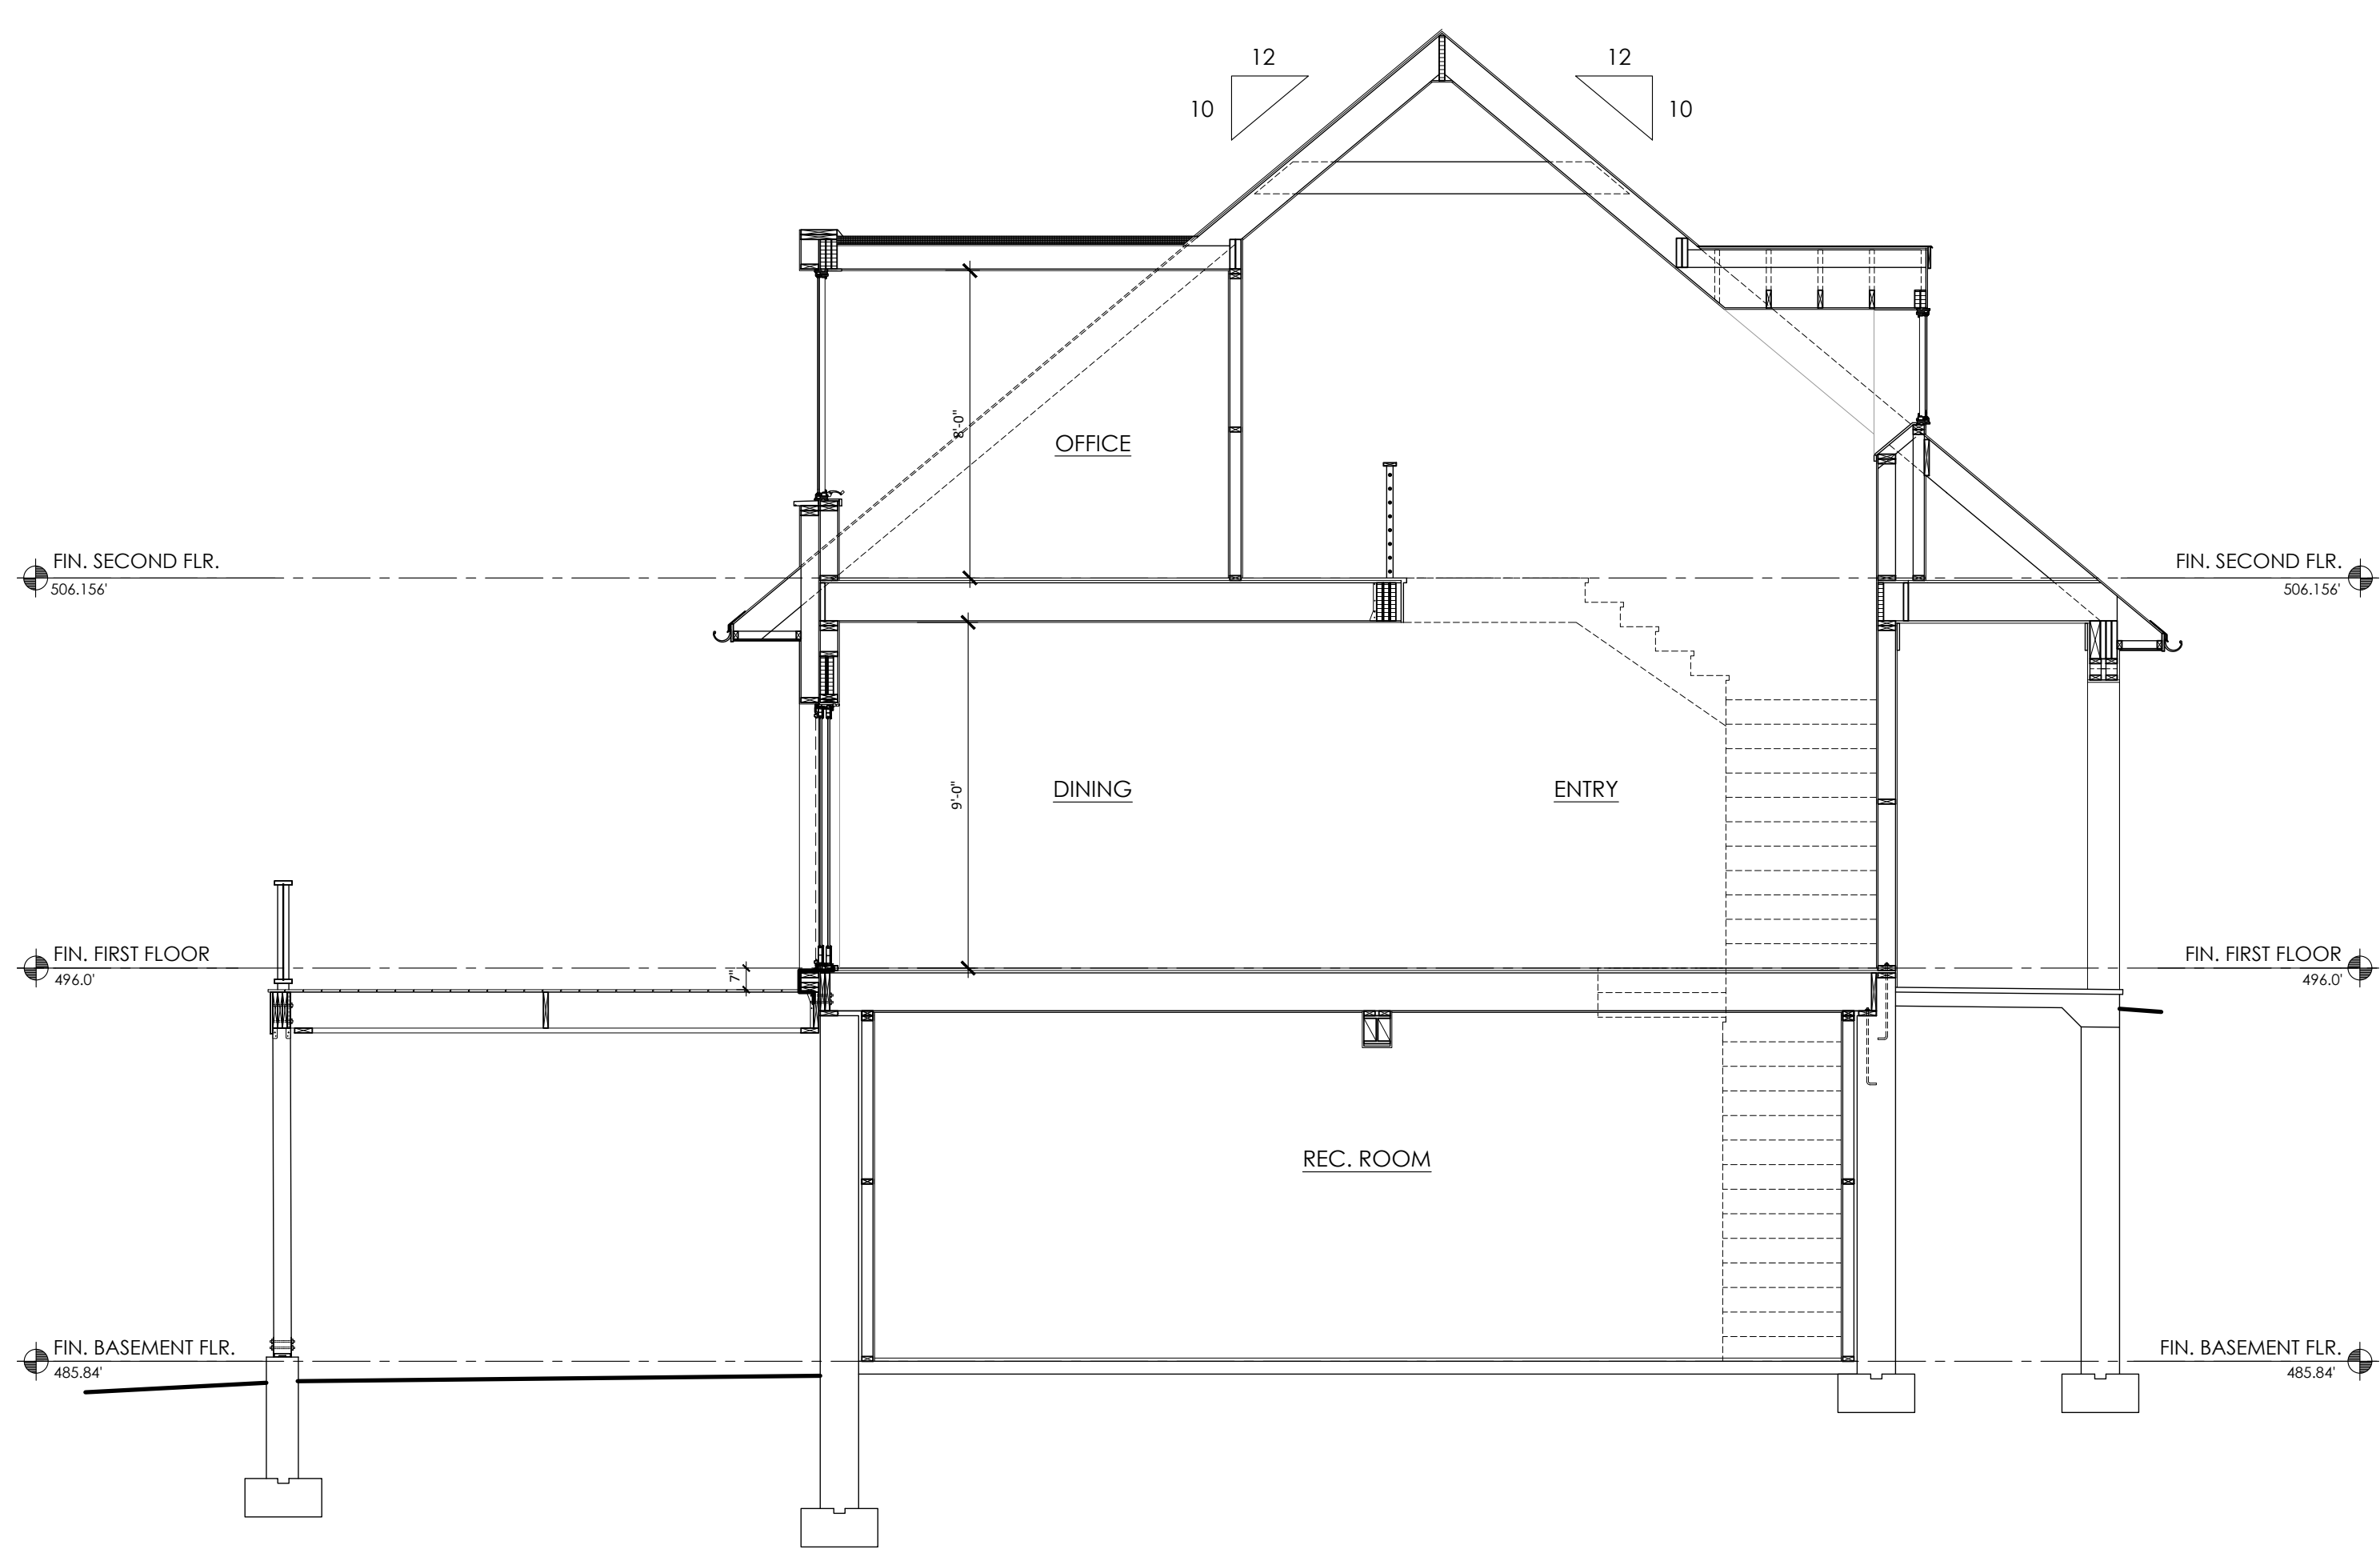 12
12
10
10
8'-0"
OFFICE
FIN. SECOND FLR.
506.156'
FIN. SECOND FLR.
506.156'
9'-0"
DINING
ENTRY
FIN. FIRST FLOOR
496.0'
7"
FIN. FIRST FLOOR
496.0'
REC. ROOM
FIN. BASEMENT FLR.
485.84'
FIN. BASEMENT FLR.
485.84'